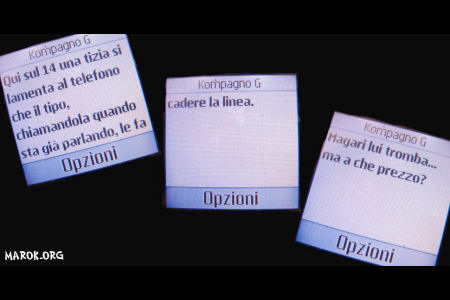 Kompagno G
Qui sul 14 una tizia si
lamenta al telefono
che il tipo,
chiamandola quando
sta già parlando, le fa
Opzioni
Kompagno G
cadere la linea.
Opzioni
Kompagno G
Magari lui tromba...
ma a che prezzo?
Opzioni
MAROK.ORG